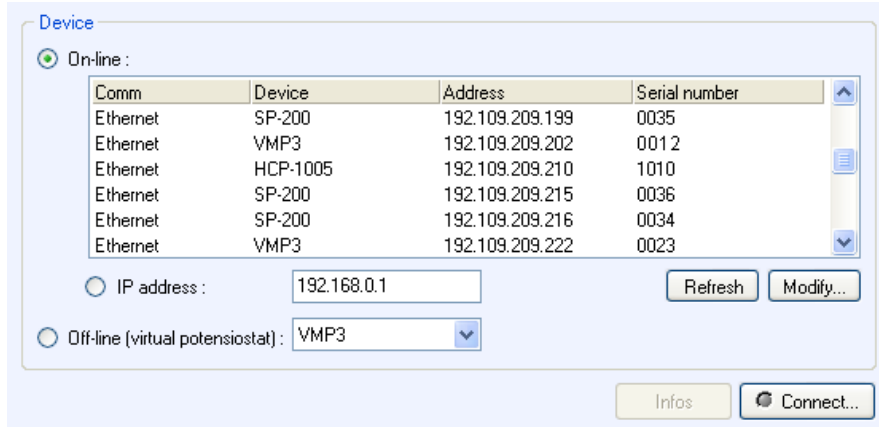 Device
On-line :
Comm Device Address Serial number
Ethernet SP-200 192.109.209.199 0035
Ethernet VMP3 192.109.209.202 0012
Ethernet HCP-1005 192.109.209.210 1010
Ethernet SP-200 192.109.209.215 0036
Ethernet SP-200 192.109.209.216 0034
Ethernet VMP3 192.109.209.222 0023
IP address : 192.168.0.1 Refresh Modify...
Off-line (virtual potensiostat) : VMP3
Infos Connect...